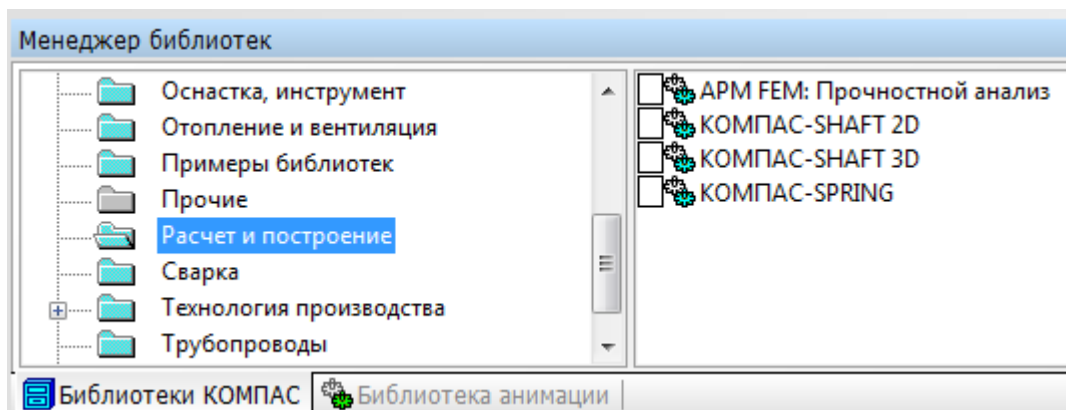 Менеджер библиотек
Оснастка, инструмент
Отопление и вентиляция
Примеры библиотек
Прочие
Расчет и построение
Сварка
Технология производства
Трубопроводы
APM FEM: Прочностной анализ
КОМПАС-SHAFT 2D
КОМПАС-SHAFT 3D
КОМПАС-SPRING
Библиотеки КОМПАС
Библиотека анимации